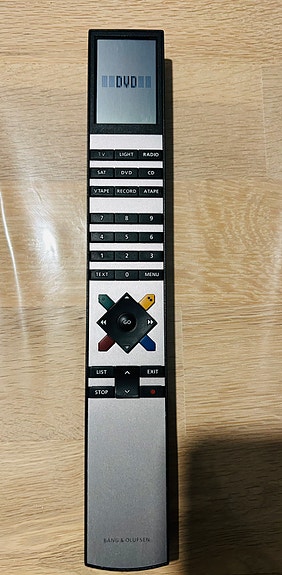 DVD
TV LIGHT RADIO
SAT DVD CD
V TAPE RECORD A TAPE
7 8 9
4 5 6
1 2 3
TEXT 0 MENU
GO
LIST EXIT
STOP
BANG & OLUFSEN